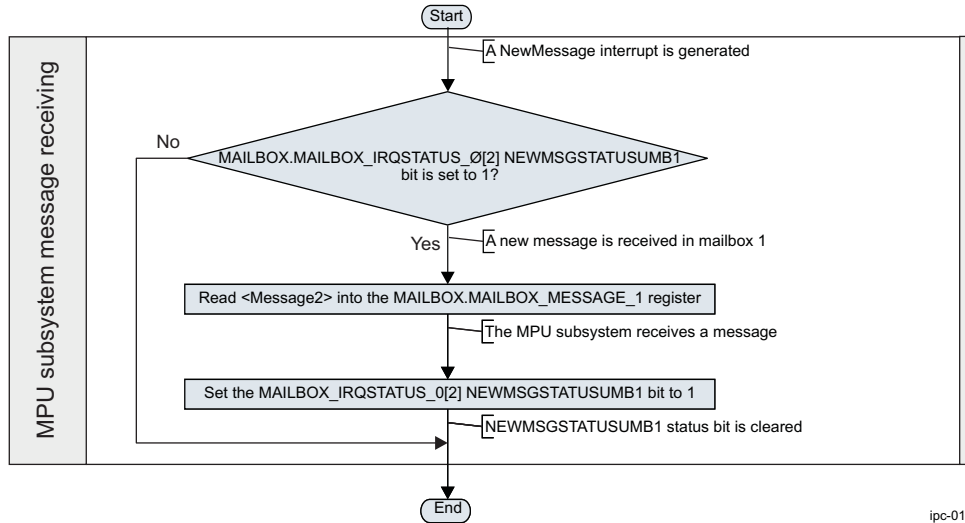 Start
A NewMessage interrupt is generated
MPU subsystem message receiving
No
MAILBOX.MAILBOX_IRQSTATUS_Ø[2] NEWMSGSTATUSUMB1
bit is set to 1?
Yes
A new message is received in mailbox 1
Read <Message2> into the MAILBOX.MAILBOX_MESSAGE_1 register
The MPU subsystem receives a message
Set the MAILBOX_IRQSTATUS_0[2] NEWMSGSTATUSUMB1 bit to 1
NEWMSGSTATUSUMB1 status bit is cleared
End
ipc-01